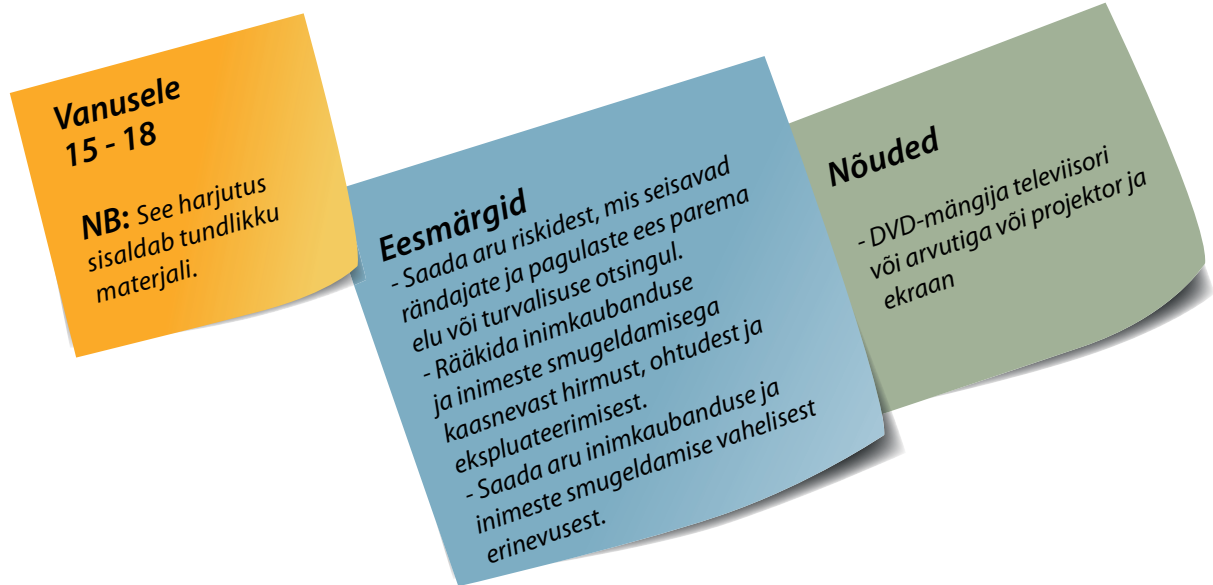 Vanusele
15 - 18
NB: See harjutus
sisaldab tundlikku
materjali.
Eesmärgid
- Saada aru riskidest, mis seisavad
rändajate ja pagulaste ees parema
elu või turvalisuse otsingul.
- Rääkida inimkaubanduse
ja inimeste smugeldamisega
kaasnevast hirmust, ohtudest ja
ekspluateerimisest.
- Saada aru inimkaubanduse ja
inimeste smugeldamise vahelisest
erinevusest.
Nõuded
- DVD-mängija televiisori
või arvutiga või projektor ja
ekraan